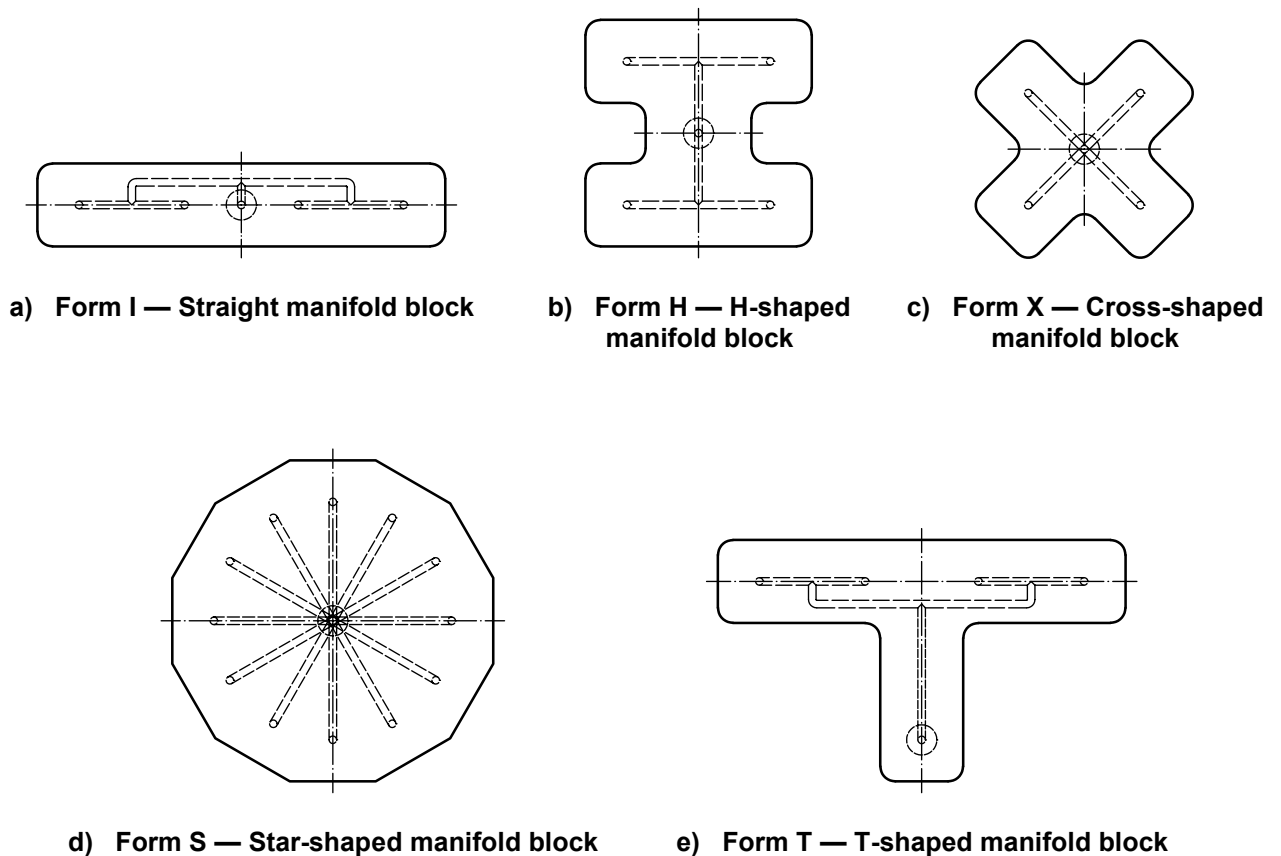 a) Form I — Straight manifold block
b) Form H — H-shaped
manifold block
c) Form X — Cross-shaped
manifold block
d) Form S — Star-shaped manifold block
e) Form T — T-shaped manifold block